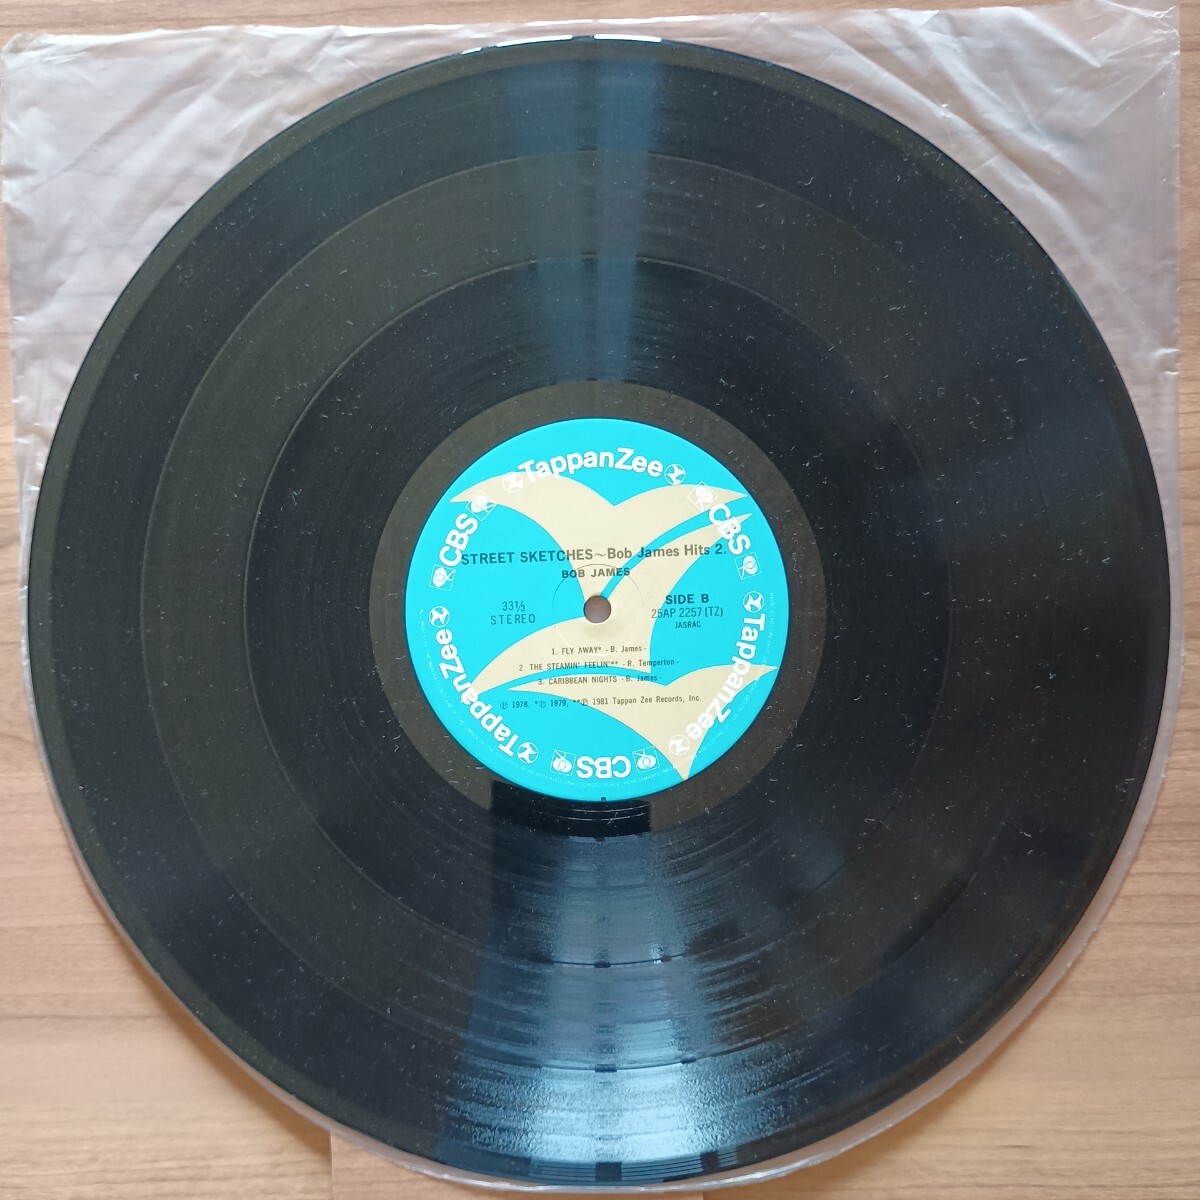 TappanZee
CBS
CBS
STREET SKETCHES~Bob James Hits 2.
BOB JAMES
33⅓
STEREO
SIDE B
25AP 2257 (TZ)
JASRAC
1. FLY AWAY* - B. James -
2. THE STEAMIN' FEELIN'** - R. Temperton -
3. CARIBBEAN NIGHTS - B. James -
℗ 1978, *℗ 1979, **℗ 1981 Tappan Zee Records, Inc.
TappanZee
TappanZee
CBS